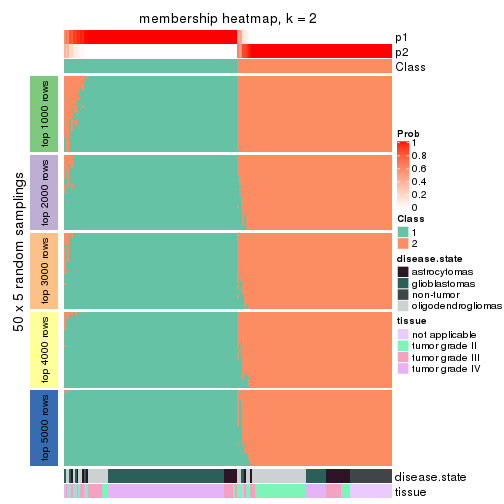 membership heatmap, k = 2
p1
p2
Class
50 x 5 random samplings
top 1000 rows
top 2000 rows
top 3000 rows
top 4000 rows
top 5000 rows
disease.state
tissue
Prob
1
0.8
0.6
0.4
0.2
0
Class
1
2
disease.state
astrocytomas
glioblastomas
non-tumor
oligodendrogliomas
tissue
not applicable
tumor grade II
tumor grade III
tumor grade IV